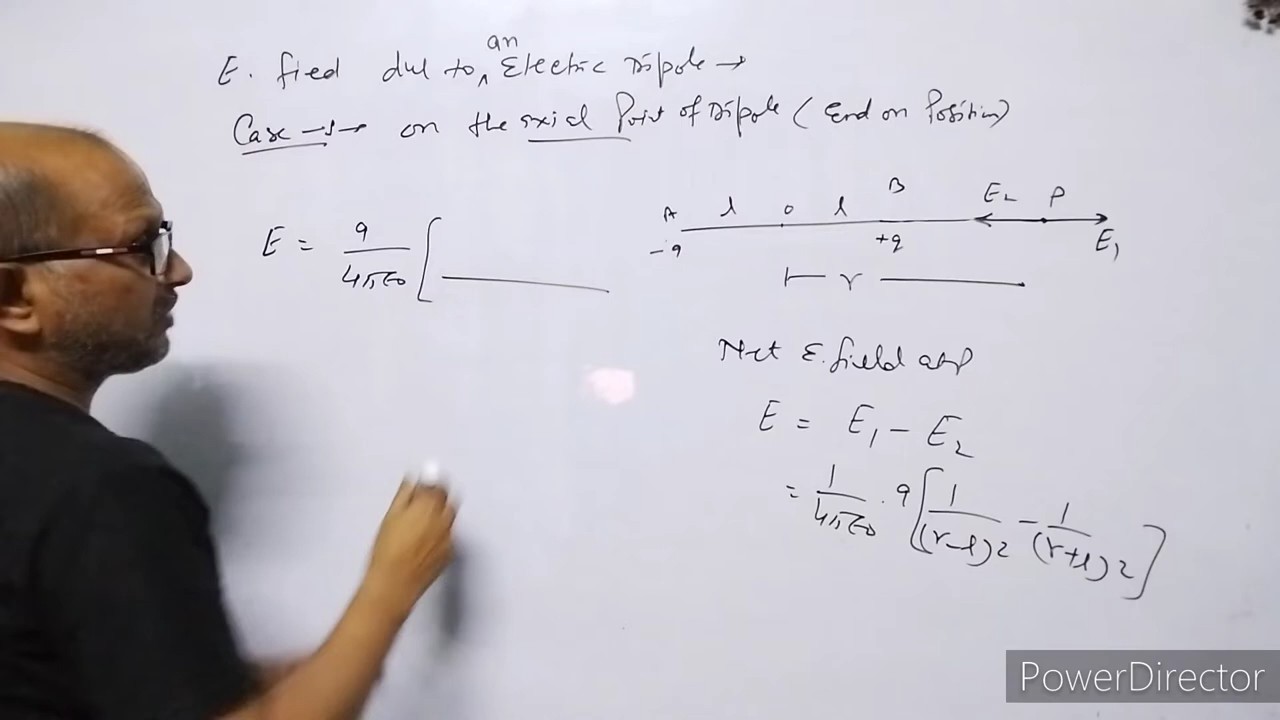 E. fied due to an Electric Dipole →
Case -1→ on the axial Point of Dipole ( End on Position)
E = q/4πε0 [
A l o l B E2 P
-q +q E1
r
Net E.field at P
E = E1 - E2
= 1/4πε0 . q [ 1/(r-l)2 - 1/(r+l)2 ]
PowerDirector